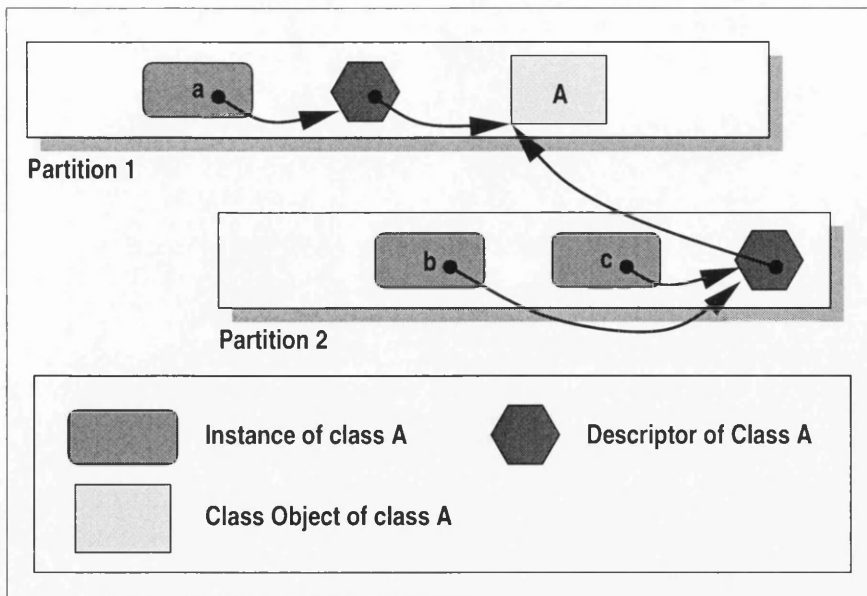 a
A
Partition 1
b
c
Partition 2
Instance of class A
Descriptor of Class A
Class Object of class A